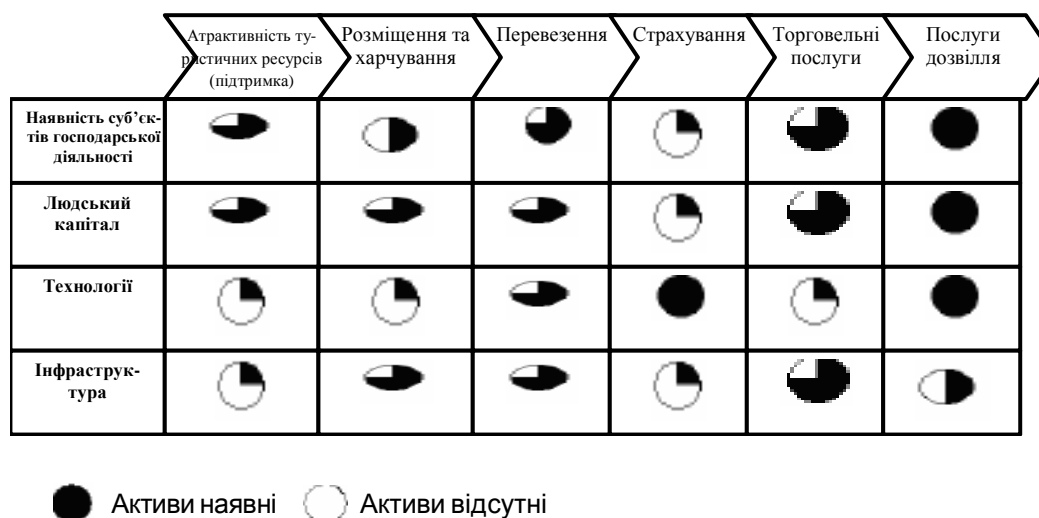 Атрактивність ту-
ристичних ресурсів
(підтримка)
Розміщення та
харчування
Перевезення
Страхування
Торговельні
послуги
Послуги
дозвілля
Наявність суб’єк-
тів господарської
діяльності
Людський
капітал
Технології
Інфраструк-
тура
Активи наявні
Активи відсутні